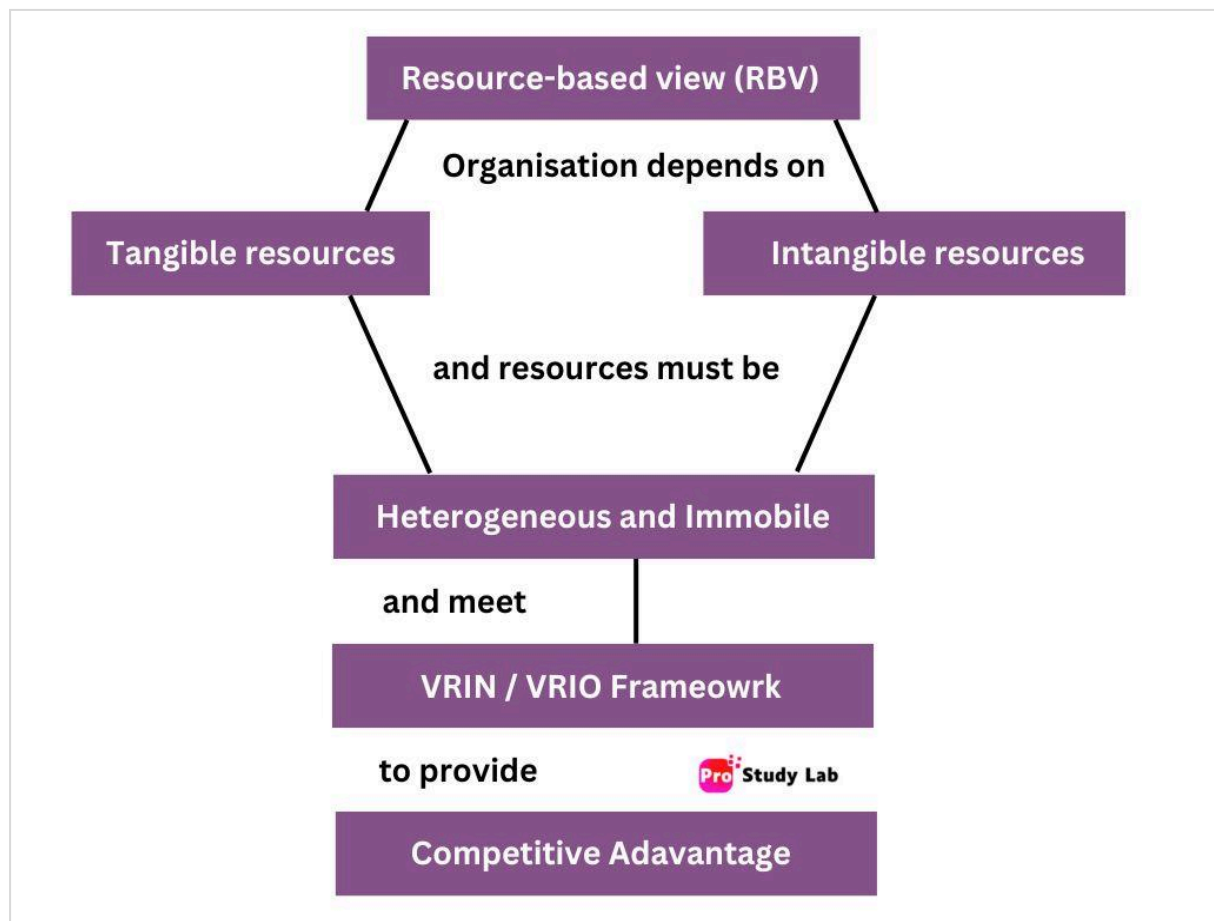 Resource-based view (RBV)
Organisation depends on
Tangible resources
Intangible resources
and resources must be
Heterogeneous and Immobile
and meet
VRIN / VRIO Frameowrk
to provide
Pro Study Lab
Competitive Adavantage